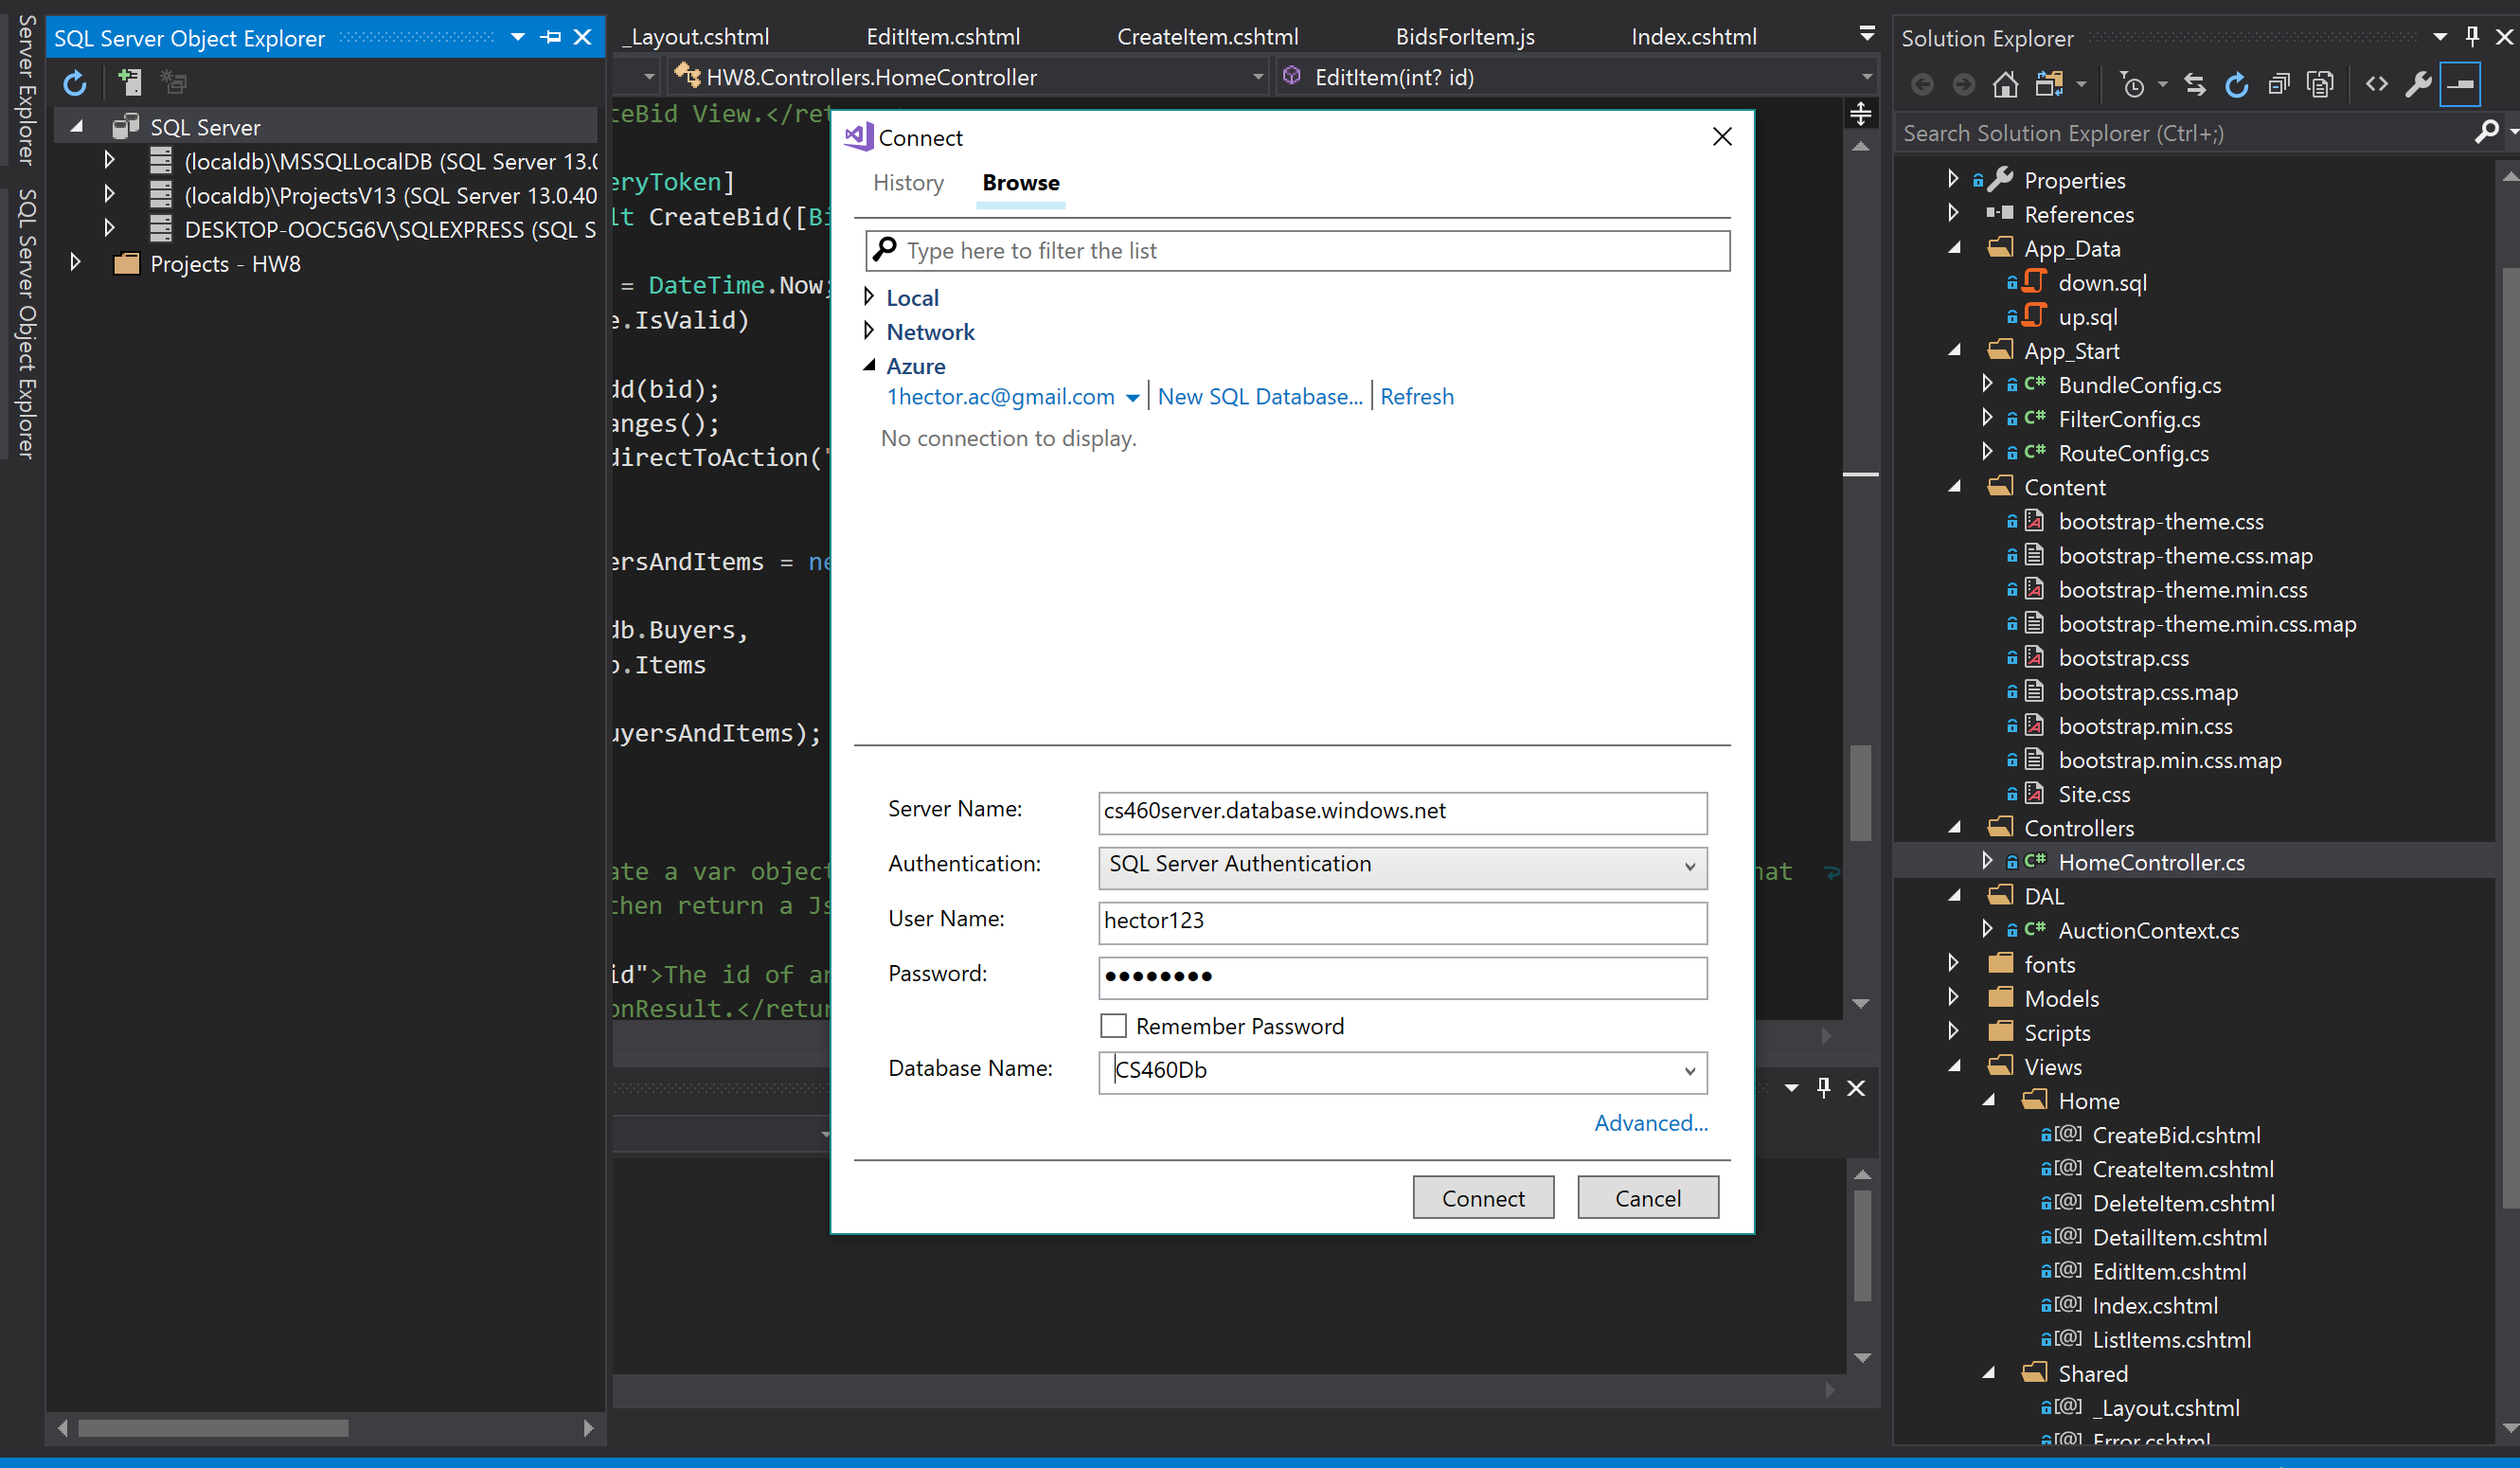 Server Explorer
SQL Server Object Explorer
SQL Server Object Explorer
SQL Server
(localdb)\MSSQLLocalDB (SQL Server 13.0
(localdb)\ProjectsV13 (SQL Server 13.0.40
DESKTOP-OOC5G6V\SQLEXPRESS (SQL S
Projects - HW8
_Layout.cshtml
EditItem.cshtml
CreateItem.cshtml
BidsForItem.js
Index.cshtml
HW8.Controllers.HomeController
EditItem(int? id)
teBid View.</re
eryToken]
lt CreateBid([Bi
= DateTime.Now;
e.IsValid)
dd(bid);
anges();
directToAction("
ersAndItems = ne
db.Buyers,
b.Items
uyersAndItems);
ate a var object
hat
then return a Js
id">The id of an
onResult.</retur
Connect
History
Browse
Type here to filter the list
Local
Network
Azure
1hector.ac@gmail.com
New SQL Database...
Refresh
No connection to display.
Server Name:
cs460server.database.windows.net
Authentication:
SQL Server Authentication
User Name:
hector123
Password:
●●●●●●●●
Remember Password
Database Name:
CS460Db
Advanced...
Connect
Cancel
Solution Explorer
Search Solution Explorer (Ctrl+;)
Properties
References
App_Data
down.sql
up.sql
App_Start
C# BundleConfig.cs
C# FilterConfig.cs
C# RouteConfig.cs
Content
bootstrap-theme.css
bootstrap-theme.css.map
bootstrap-theme.min.css
bootstrap-theme.min.css.map
bootstrap.css
bootstrap.css.map
bootstrap.min.css
bootstrap.min.css.map
Site.css
Controllers
C# HomeController.cs
DAL
C# AuctionContext.cs
fonts
Models
Scripts
Views
Home
[@] CreateBid.cshtml
[@] CreateItem.cshtml
[@] DeleteItem.cshtml
[@] DetailItem.cshtml
[@] EditItem.cshtml
[@] Index.cshtml
[@] ListItems.cshtml
Shared
[@] _Layout.cshtml
[@] Error.cshtml